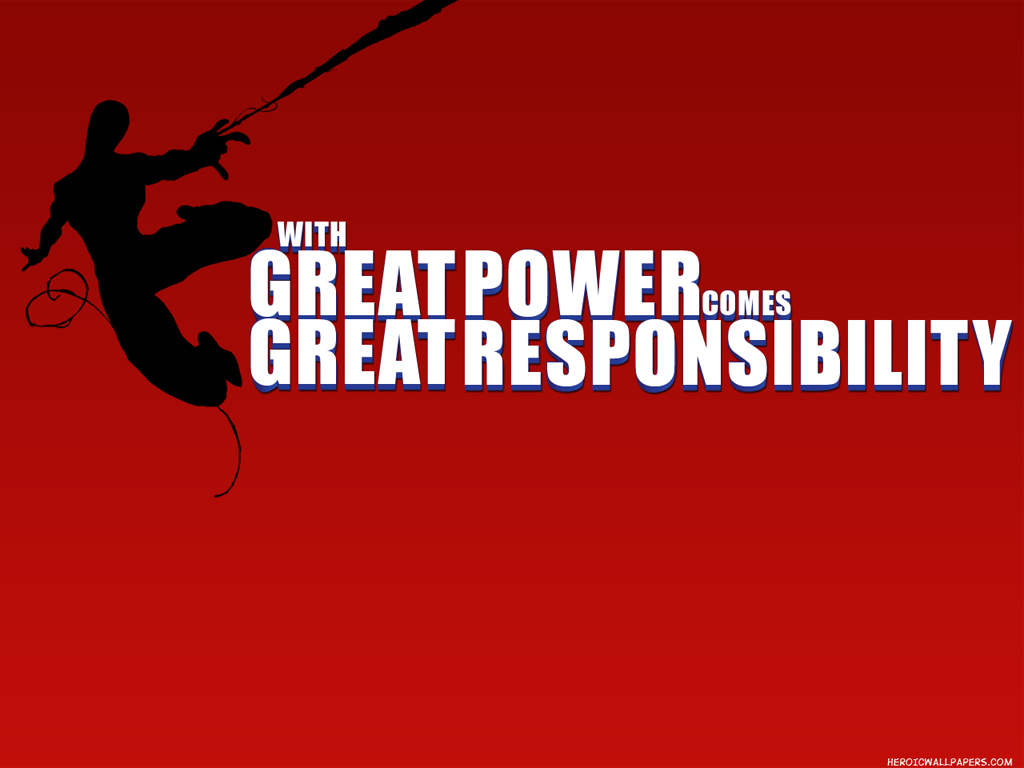 WITH
GREAT POWER COMES
GREAT RESPONSIBILITY
HEROICWALLPAPERS.COM